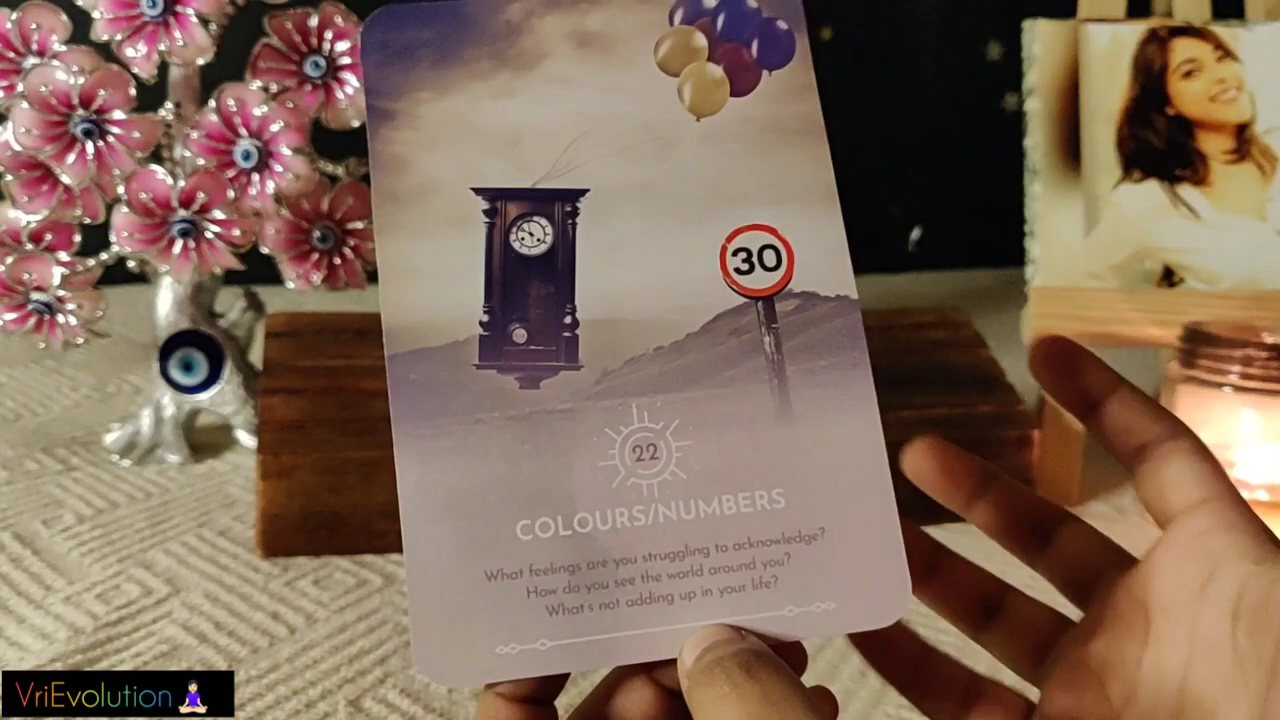 30
22
COLOURS/NUMBERS
What feelings are you struggling to acknowledge?
How do you see the world around you?
What's not adding up in your life?
VriEvolution